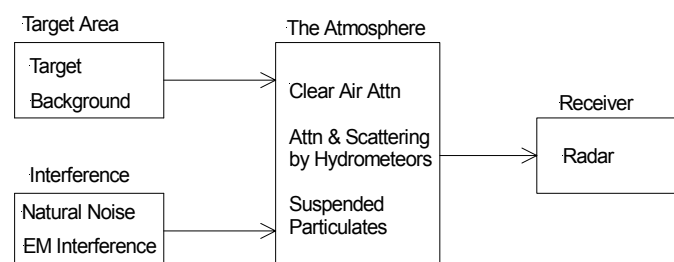 Target Area
Target
Background
Interference
Natural Noise
EM Interference
The Atmosphere
Clear Air Attn
Attn & Scattering
by Hydrometeors
Suspended
Particulates
Receiver
Radar